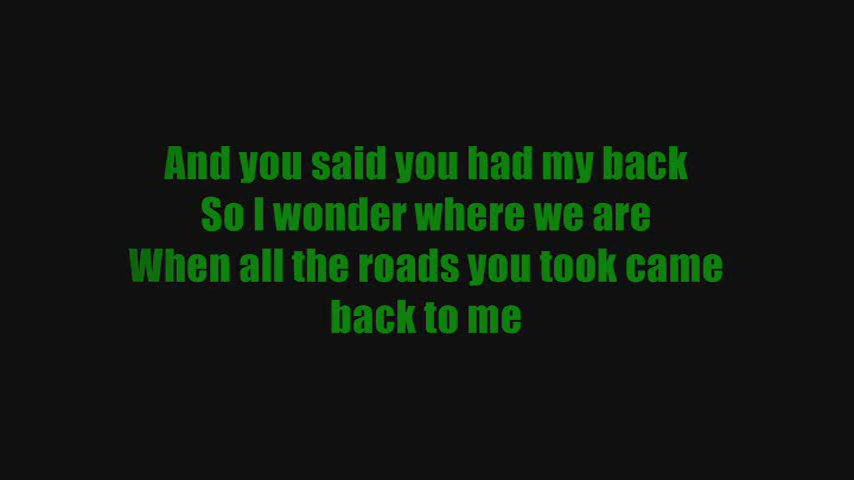 And you said you had my back
So I wonder where we are
When all the roads you took came
back to me